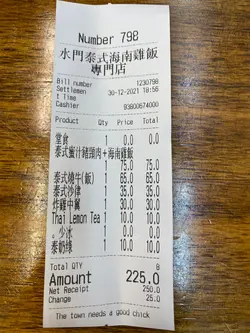 Number 79B
水門泰式海南雞飯
專門店
Bill number 1230798
Settlemen 30-12-2021 18:56
t time
Cashier 93800674000
Product Qty Price Total
堂食 1 0.0 0.0
泰式蜜汁豬頸肉+海南雞飯
1 75.0 75.0
泰式燒牛(飯) 1 65.0 65.0
泰式沙律 1 35.0 35.0
炸雞中翼 1 30.0 30.0
Thai Lemon Tea 1 10.0 10.0
。少冰 1 0.0 0.0
泰奶綠 1 10.0 10.0
Total QTY 8
Amount 225.0
Net Receipt 250.0
Change 25.0
The town needs a good chick